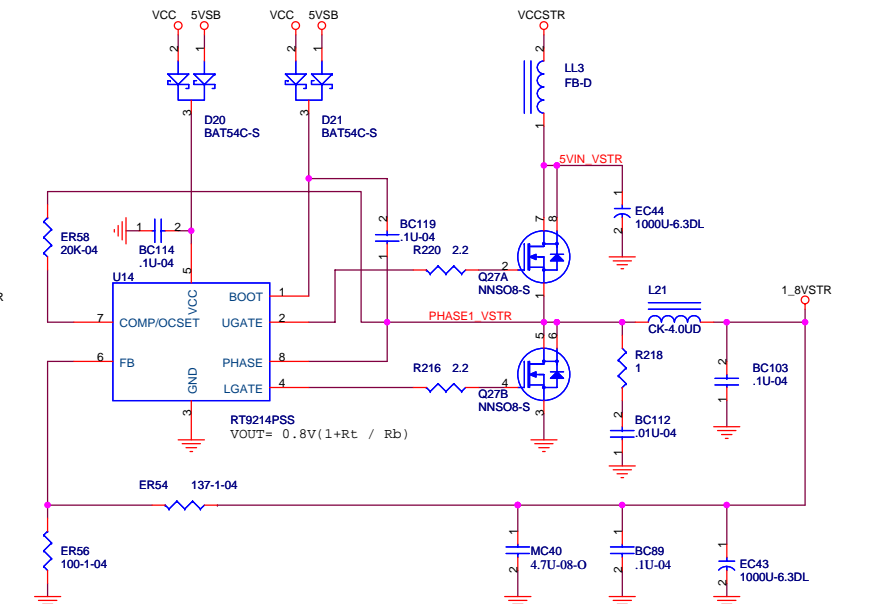 VCC 5VSB VCC 5VSB VCCSTR
2 1 2 1 2
LL3
FB-D
3 3
D20
BAT54C-S
D21
BAT54C-S
1
5VIN_VSTR
ER58
20K-04
1 2
BC114
.1U-04
2
BC119
.1U-04
1
7 8
1
EC44
1000U-6.3DL
2
R220 2.2
2
Q27A
NNSO8-S
1
U14
5
VCC
BOOT 1
7 COMP/OCSET
UGATE 2
6 FB
PHASE 8
GND
LGATE 4
3
RT9214PSS
VOUT= 0.8V(1+Rt / Rb)
PHASE1_VSTR
L21
CK-4.0UD
1_8VSTR
5 6
R216 2.2
4
Q27B
NNSO8-S
3
R218
1
2
BC112
.01U-04
1
2
BC103
.1U-04
1
ER54 137-1-04
ER56
100-1-04
1
MC40
4.7U-08-O
2
1
BC89
.1U-04
2
1
EC43
1000U-6.3DL
2